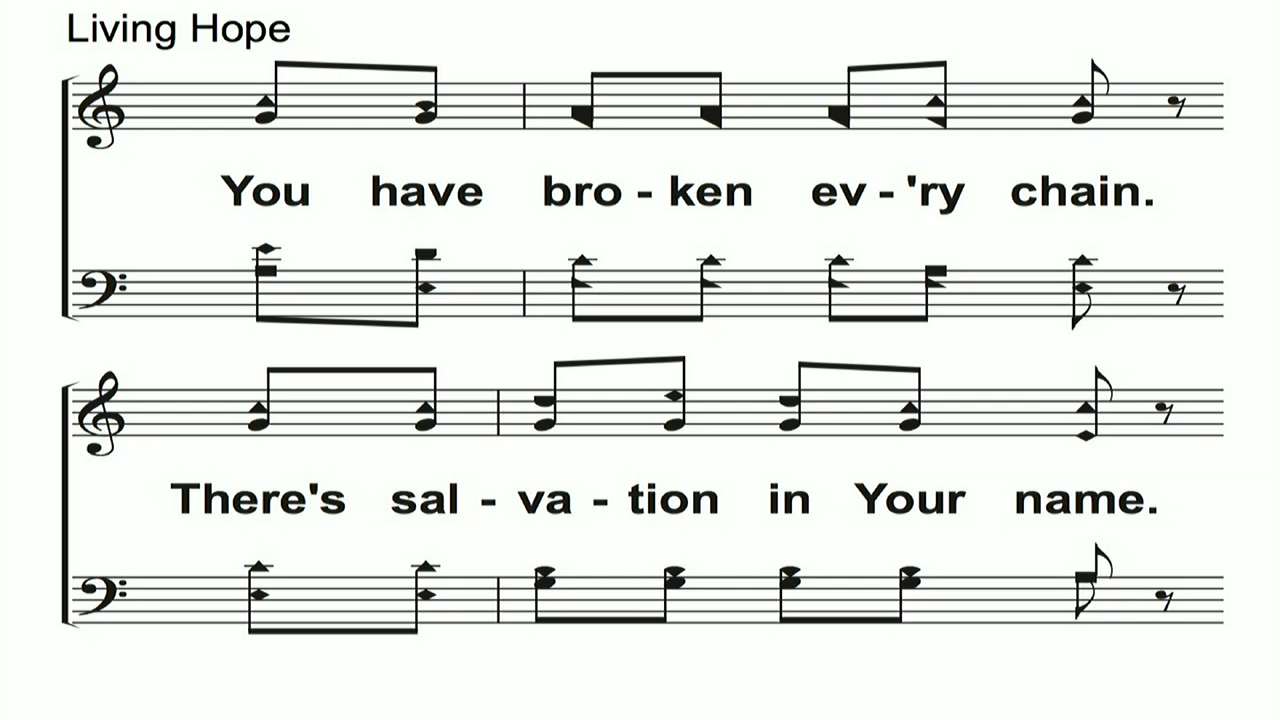 Living Hope
You have bro - ken ev - 'ry chain.
There's sal - va - tion in Your name.